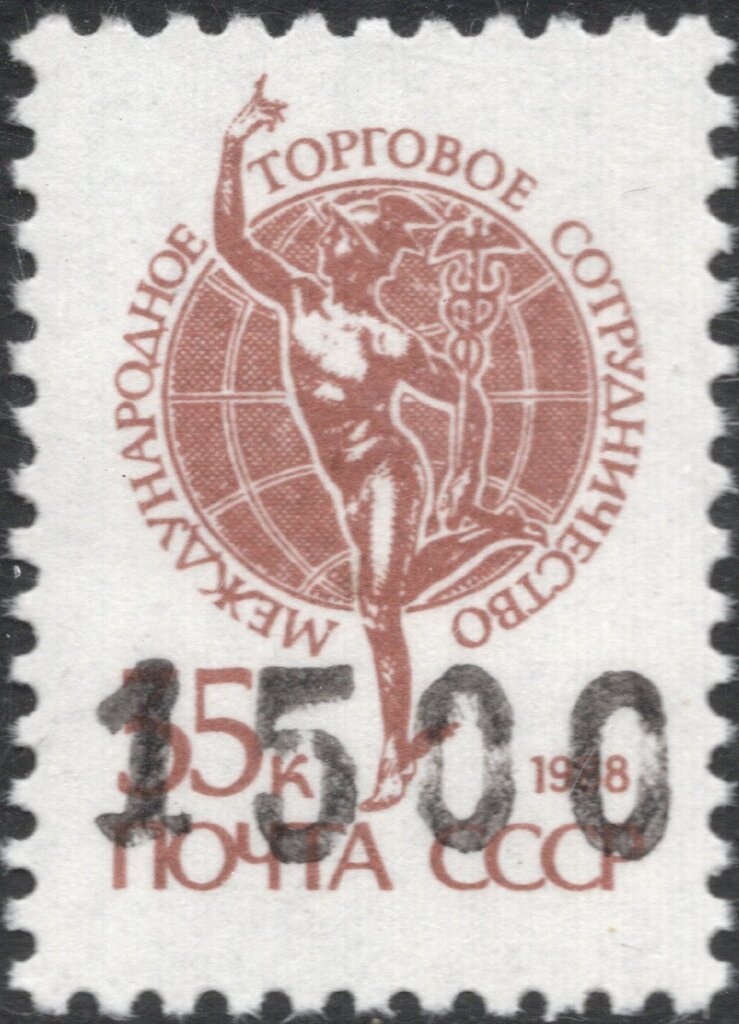 МЕЖДУНАРОДНОЕ ТОРГОВОЕ СОТРУДНИЧЕСТВО
35к 1988
1500
ПОЧТА СССР